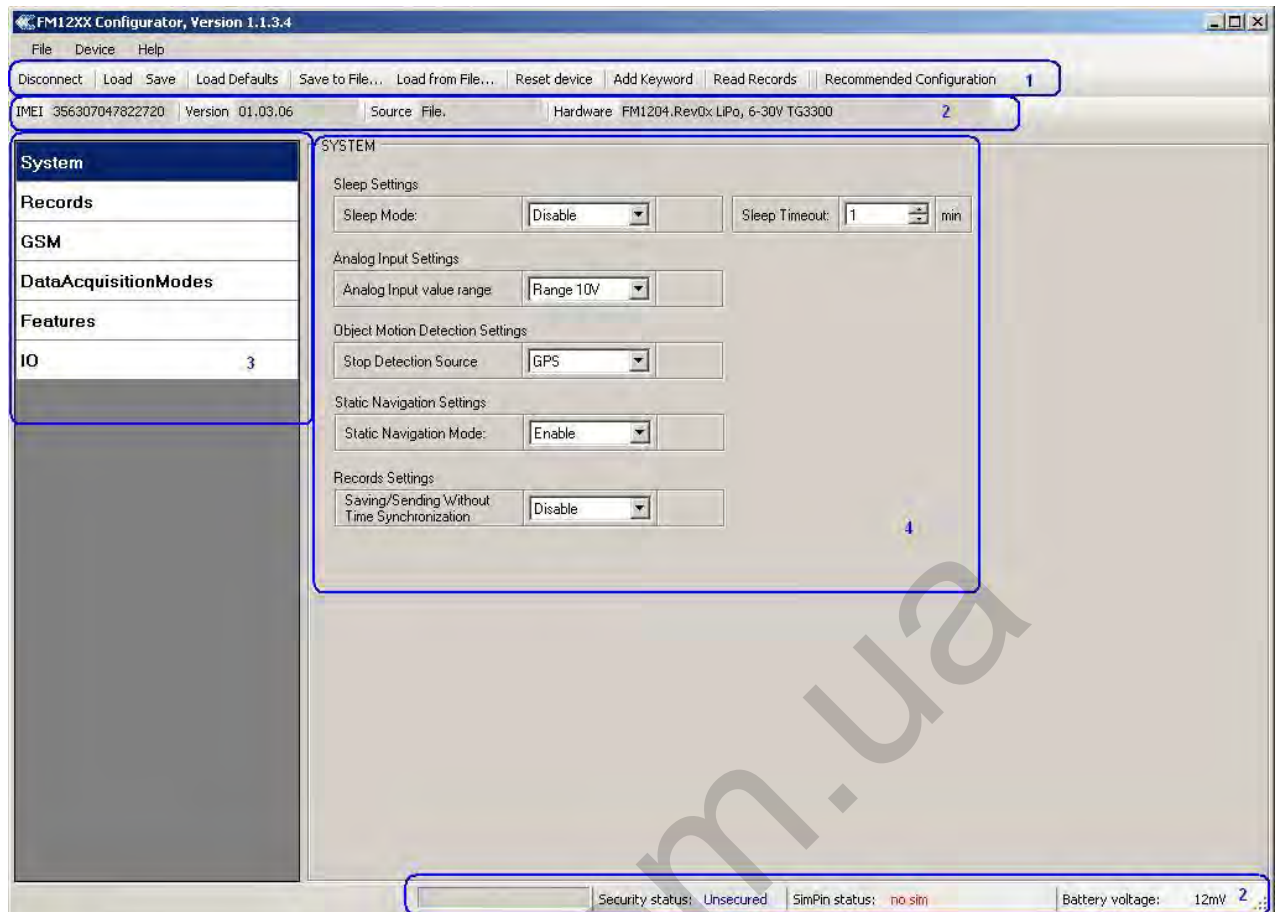 FM12XX Configurator, Version 1.1.3.4
File Device Help
Disconnect Load Save Load Defaults Save to File... Load from File... Reset device Add Keyword Read Records Recommended Configuration 1
IMEI 356307047822720 Version 01.03.06 Source File. Hardware FM1204.Rev0x LiPo, 6-30V TG3300 2
System
Records
GSM
DataAcquisitionModes
Features
IO 3
SYSTEM
Sleep Settings
Sleep Mode: Disable Sleep Timeout: 1 min
Analog Input Settings
Analog Input value range Range 10V
Object Motion Detection Settings
Stop Detection Source GPS
Static Navigation Settings
Static Navigation Mode: Enable
Records Settings
Saving/Sending Without
Time Synchronization Disable
4
m.ua
Security status: Unsecured SimPin status: no sim Battery voltage: 12mV 2